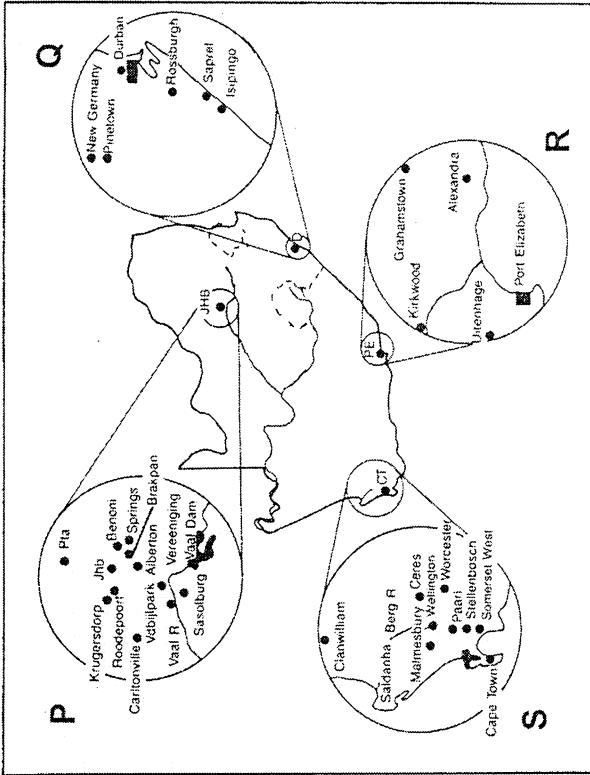 P
Pta
Krugersdorp
Jhb
Benoni
Roodepoort
Springs
Brakpan
Carltonville
Alberton
Vdbijlpark
Vereeniging
Vaal R
Vaal Dam
Sasolburg
Q
New Germany
Pinetown
Durban
Rossburgh
Sapref
Isipingo
JHB
D
PE
CT
R
Kirkwood
Grahamstown
Alexandra
Uitenhage
Port Elizabeth
S
Clanwilliam
Saldanha
Berg R
Malmesbury
Ceres
Wellington
Worcester
Paarl
Stellenbosch
Somerset West
Cape Town